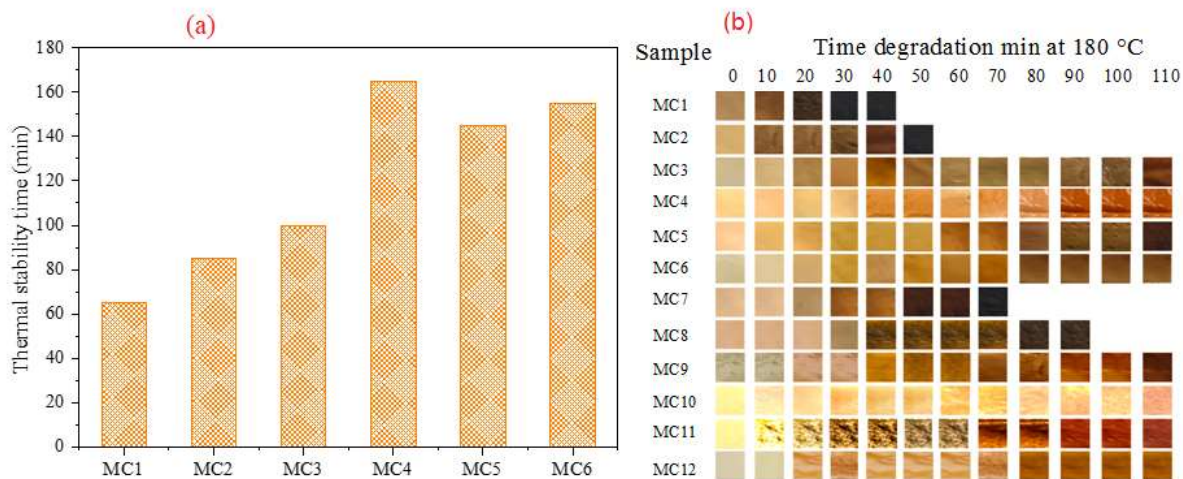 (a)
Thermal stability time (min)
180
160
140
120
100
80
60
40
20
0
MC1 MC2 MC3 MC4 MC5 MC6
(b)
Sample Time degradation min at 180 °C
0 10 20 30 40 50 60 70 80 90 100 110
MC1
MC2
MC3
MC4
MC5
MC6
MC7
MC8
MC9
MC10
MC11
MC12